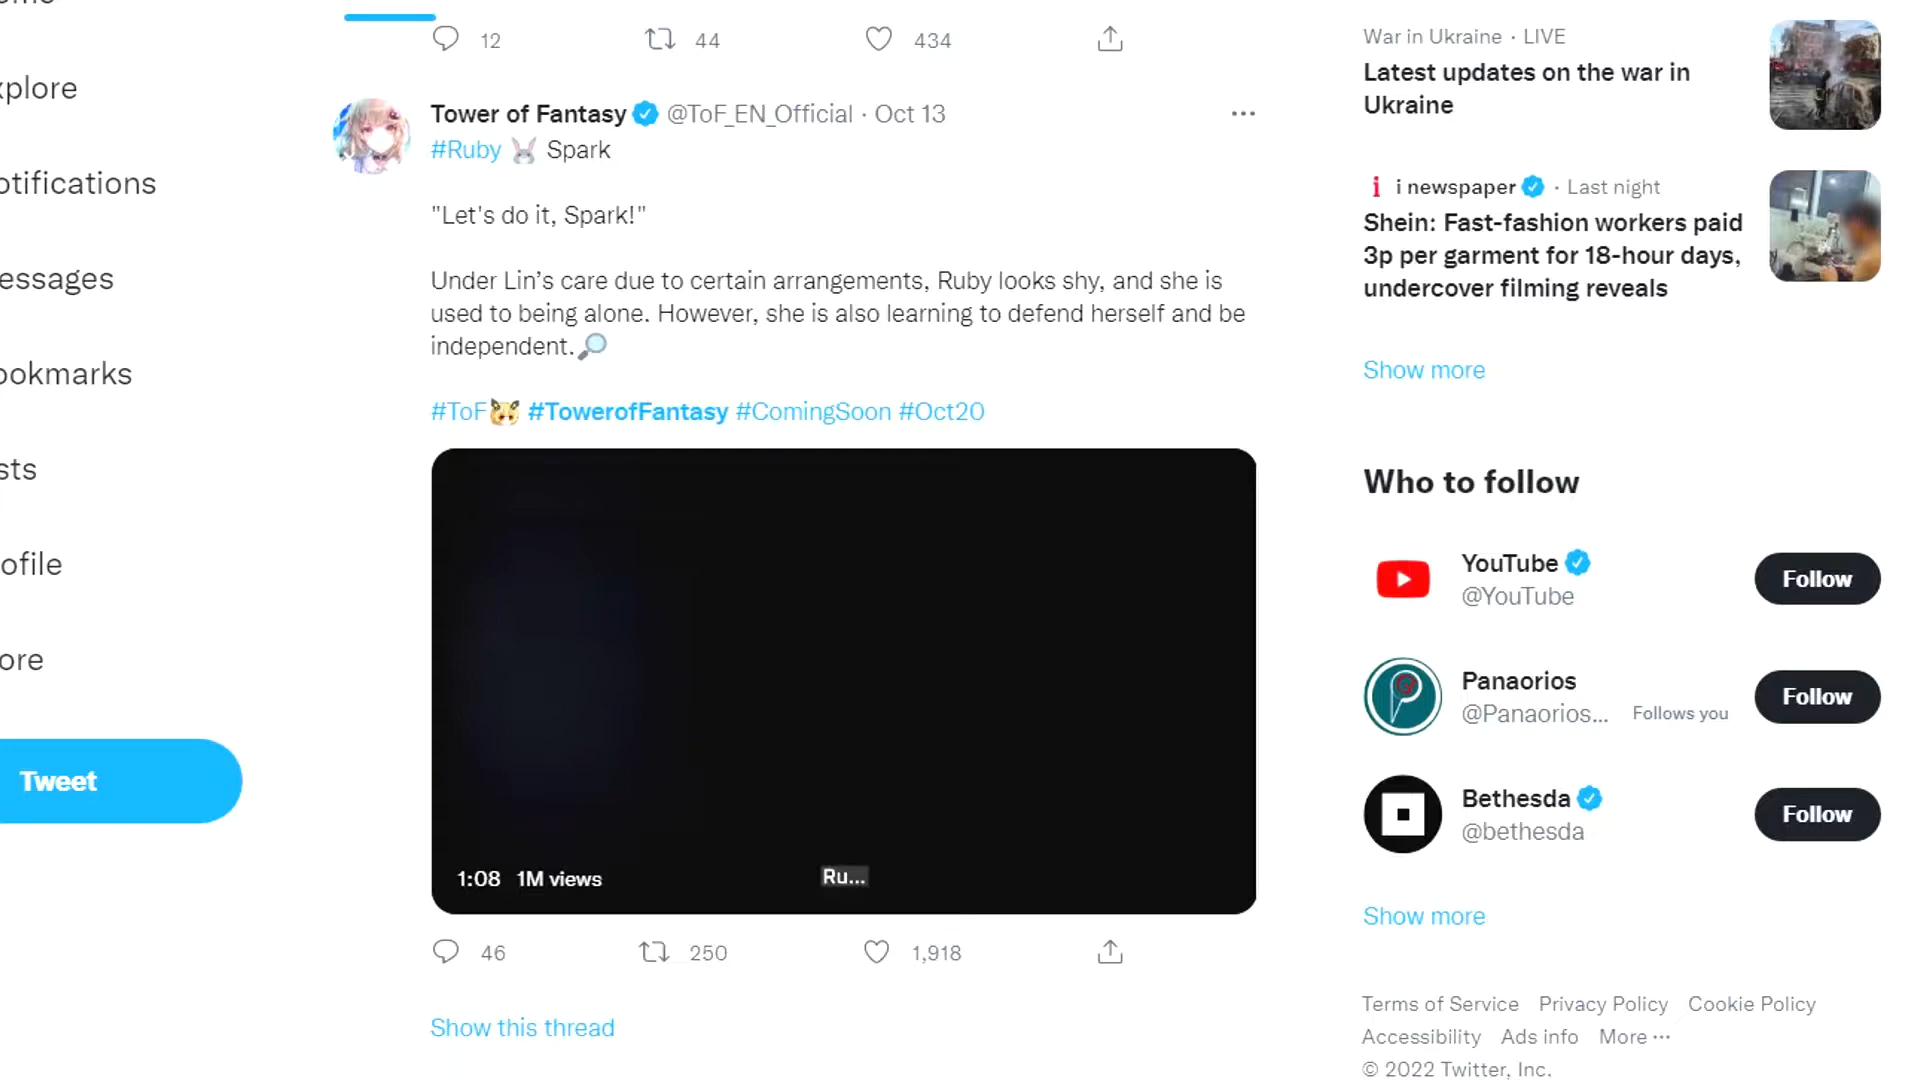 xplore
otifications
essages
ookmarks
sts
ofile
ore
Tweet
12 44 434
Tower of Fantasy @ToF_EN_Official · Oct 13
#Ruby Spark
"Let's do it, Spark!"
Under Lin’s care due to certain arrangements, Ruby looks shy, and she is
used to being alone. However, she is also learning to defend herself and be
independent.
#ToF #TowerofFantasy #ComingSoon #Oct20
1:08 1M views
Ru...
46 250 1,918
Show this thread
War in Ukraine · LIVE
Latest updates on the war in
Ukraine
i newspaper · Last night
Shein: Fast-fashion workers paid
3p per garment for 18-hour days,
undercover filming reveals
Show more
Who to follow
YouTube
@YouTube
Follow
Panaorios
@Panaorios... Follows you
Follow
Bethesda
@bethesda
Follow
Show more
Terms of Service Privacy Policy Cookie Policy
Accessibility Ads info More ...
© 2022 Twitter, Inc.